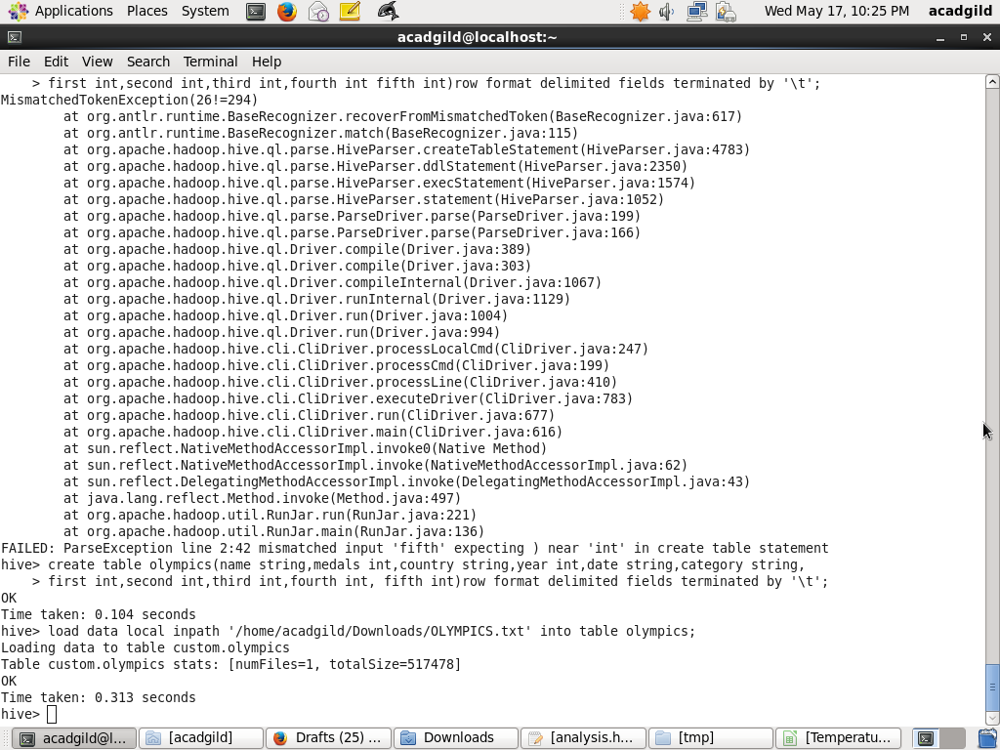 Applications Places System Wed May 17, 10:25 PM acadgild
acadgild@localhost:~
File Edit View Search Terminal Help
    > first int,second int,third int,fourth int fifth int)row format delimited fields terminated by '\t';
MismatchedTokenException(26!=294)
        at org.antlr.runtime.BaseRecognizer.recoverFromMismatchedToken(BaseRecognizer.java:617)
        at org.antlr.runtime.BaseRecognizer.match(BaseRecognizer.java:115)
        at org.apache.hadoop.hive.ql.parse.HiveParser.createTableStatement(HiveParser.java:4783)
        at org.apache.hadoop.hive.ql.parse.HiveParser.ddlStatement(HiveParser.java:2350)
        at org.apache.hadoop.hive.ql.parse.HiveParser.execStatement(HiveParser.java:1574)
        at org.apache.hadoop.hive.ql.parse.HiveParser.statement(HiveParser.java:1052)
        at org.apache.hadoop.hive.ql.parse.ParseDriver.parse(ParseDriver.java:199)
        at org.apache.hadoop.hive.ql.parse.ParseDriver.parse(ParseDriver.java:166)
        at org.apache.hadoop.hive.ql.Driver.compile(Driver.java:389)
        at org.apache.hadoop.hive.ql.Driver.compile(Driver.java:303)
        at org.apache.hadoop.hive.ql.Driver.compileInternal(Driver.java:1067)
        at org.apache.hadoop.hive.ql.Driver.runInternal(Driver.java:1129)
        at org.apache.hadoop.hive.ql.Driver.run(Driver.java:1004)
        at org.apache.hadoop.hive.ql.Driver.run(Driver.java:994)
        at org.apache.hadoop.hive.cli.CliDriver.processLocalCmd(CliDriver.java:247)
        at org.apache.hadoop.hive.cli.CliDriver.processCmd(CliDriver.java:199)
        at org.apache.hadoop.hive.cli.CliDriver.processLine(CliDriver.java:410)
        at org.apache.hadoop.hive.cli.CliDriver.executeDriver(CliDriver.java:783)
        at org.apache.hadoop.hive.cli.CliDriver.run(CliDriver.java:677)
        at org.apache.hadoop.hive.cli.CliDriver.main(CliDriver.java:616)
        at sun.reflect.NativeMethodAccessorImpl.invoke0(Native Method)
        at sun.reflect.NativeMethodAccessorImpl.invoke(NativeMethodAccessorImpl.java:62)
        at sun.reflect.DelegatingMethodAccessorImpl.invoke(DelegatingMethodAccessorImpl.java:43)
        at java.lang.reflect.Method.invoke(Method.java:497)
        at org.apache.hadoop.util.RunJar.run(RunJar.java:221)
        at org.apache.hadoop.util.RunJar.main(RunJar.java:136)
FAILED: ParseException line 2:42 mismatched input 'fifth' expecting ) near 'int' in create table statement
hive> create table olympics(name string,medals int,country string,year int,date string,category string,
    > first int,second int,third int,fourth int, fifth int)row format delimited fields terminated by '\t';
OK
Time taken: 0.104 seconds
hive> load data local inpath '/home/acadgild/Downloads/OLYMPICS.txt' into table olympics;
Loading data to table custom.olympics
Table custom.olympics stats: [numFiles=1, totalSize=517478]
OK
Time taken: 0.313 seconds
hive>
acadgild@l... [acadgild] Drafts (25) ... Downloads [analysis.h... [tmp] [Temperatu...